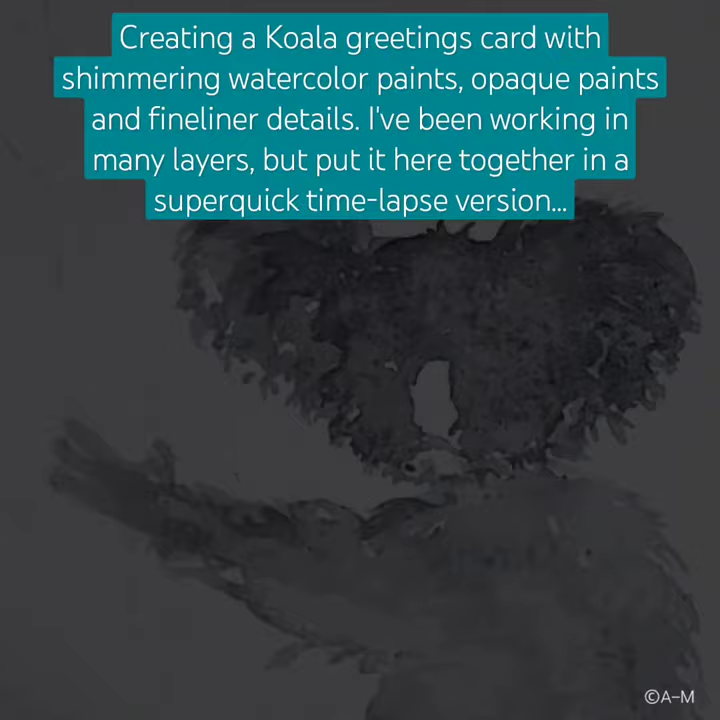 Creating a Koala greetings card with
shimmering watercolor paints, opaque paints
and fineliner details. I've been working in
many layers, but put it here together in a
superquick time-lapse version...
©A-M